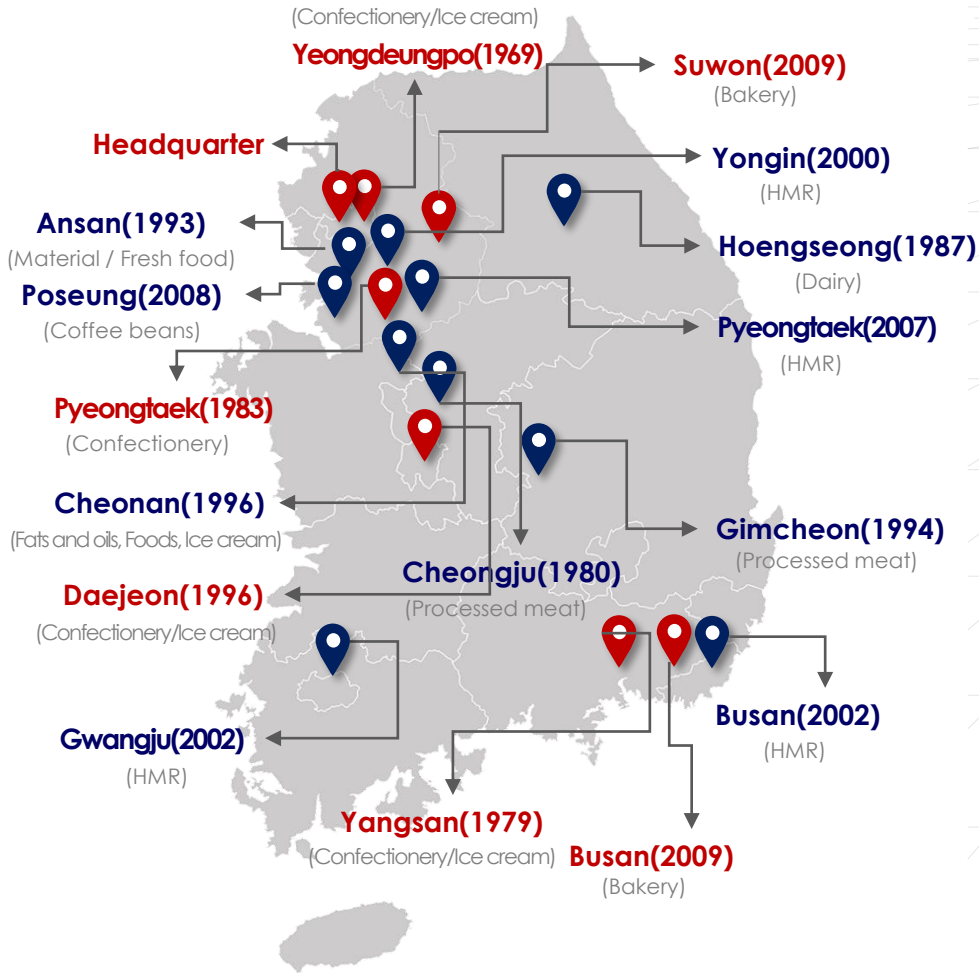 (Confectionery/Ice cream)
Yeongdeungpo(1969)
Suwon(2009)
(Bakery)
Headquarter
Yongin(2000)
(HMR)
Ansan(1993)
(Material / Fresh food)
Hoengseong(1987)
(Dairy)
Poseung(2008)
(Coffee beans)
Pyeongtaek(2007)
(HMR)
Pyeongtaek(1983)
(Confectionery)
Cheonan(1996)
(Fats and oils, Foods, Ice cream)
Gimcheon(1994)
(Processed meat)
Cheongju(1980)
(Processed meat)
Daejeon(1996)
(Confectionery/Ice cream)
Busan(2002)
(HMR)
Gwangju(2002)
(HMR)
Yangsan(1979)
(Confectionery/Ice cream)
Busan(2009)
(Bakery)